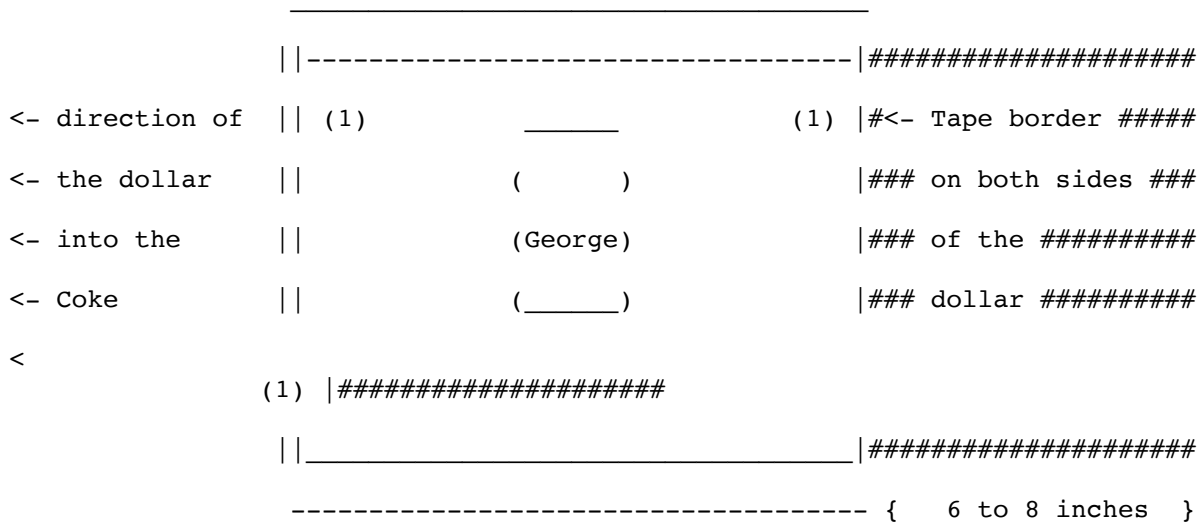 _____________________________________
||-----------------------------------|#####################
<- direction of || (1) ______ (1) |#<- Tape border #####
<- the dollar || ( ) |### on both sides ###
<- into the || (George) |### of the ##########
<- Coke || (______) |### dollar ##########
<
(1) |#####################
||___________________________________|#####################
------------------------------------- { 6 to 8 inches }